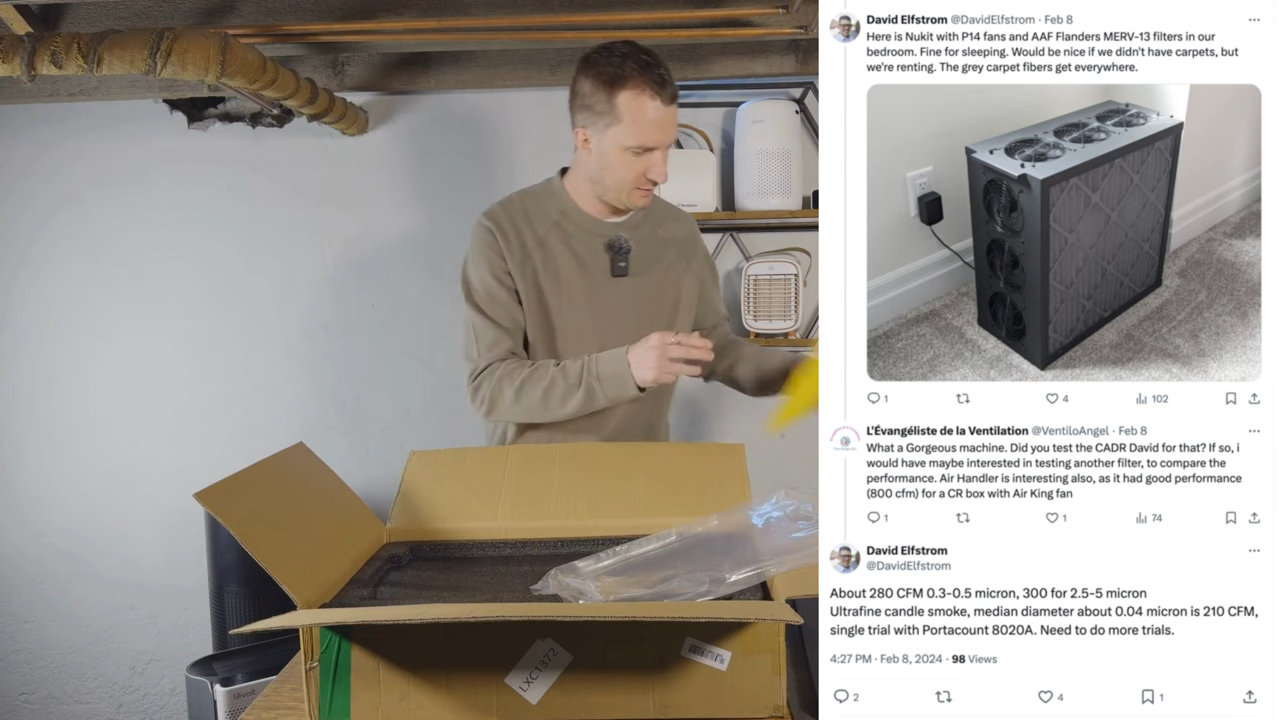 David Elfstrom @DavidElfstrom · Feb 8
Here is Nukit with P14 fans and AAF Flanders MERV-13 filters in our
bedroom. Fine for sleeping. Would be nice if we didn't have carpets, but
we're renting. The grey carpet fibers get everywhere.
1 4 102
L'Évangéliste de la Ventilation @VentiloAngel · Feb 8
What a Gorgeous machine. Did you test the CADR David for that? If so, i
would have maybe interested in testing another filter, to compare the
performance. Air Handler is interesting also, as it had good performance
(800 cfm) for a CR box with Air King fan
1 1 74
David Elfstrom
@DavidElfstrom
About 280 CFM 0.3-0.5 micron, 300 for 2.5-5 micron
Ultrafine candle smoke, median diameter about 0.04 micron is 210 CFM,
single trial with Portacount 8020A. Need to do more trials.
4:27 PM · Feb 8, 2024 · 98 Views
2 4 1
LXC1372
levoit